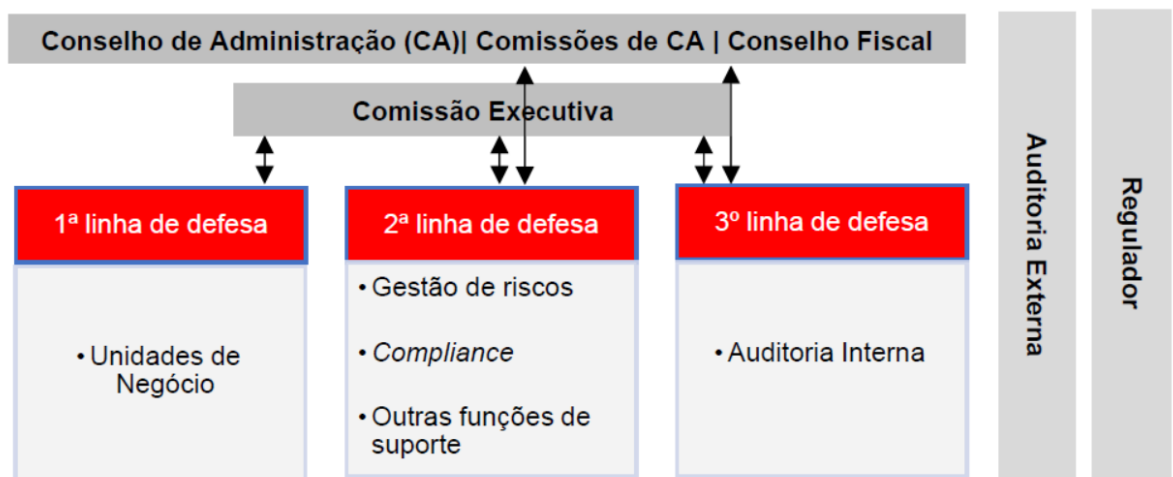 Conselho de Administração (CA)| Comissões de CA | Conselho Fiscal
Comissão Executiva
1ª linha de defesa
• Unidades de
Negócio
2ª linha de defesa
• Gestão de riscos
• Compliance
• Outras funções de
suporte
3º linha de defesa
• Auditoria Interna
Auditoria Externa
Regulador